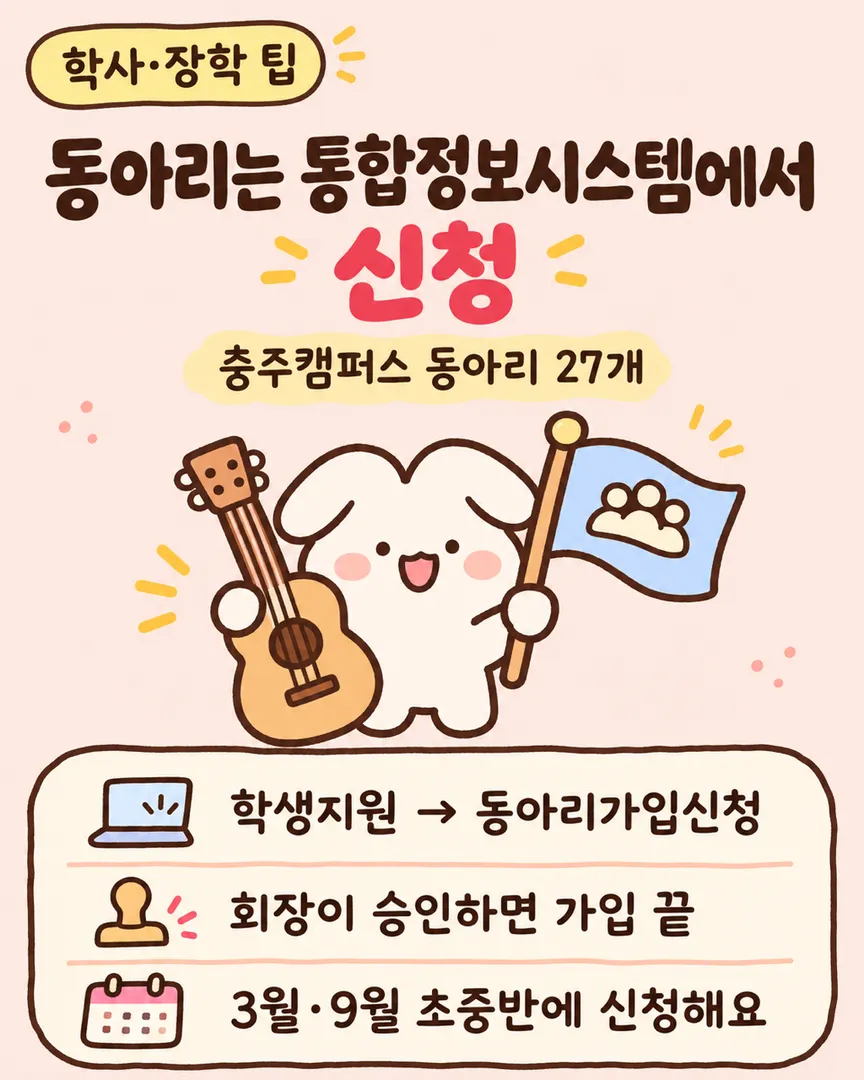 학사·장학 팁
동아리는 통합정보시스템에서
신청
충주캠퍼스 동아리 27개
학생지원 → 동아리가입신청
회장이 승인하면 가입 끝
3월·9월 초중반에 신청해요